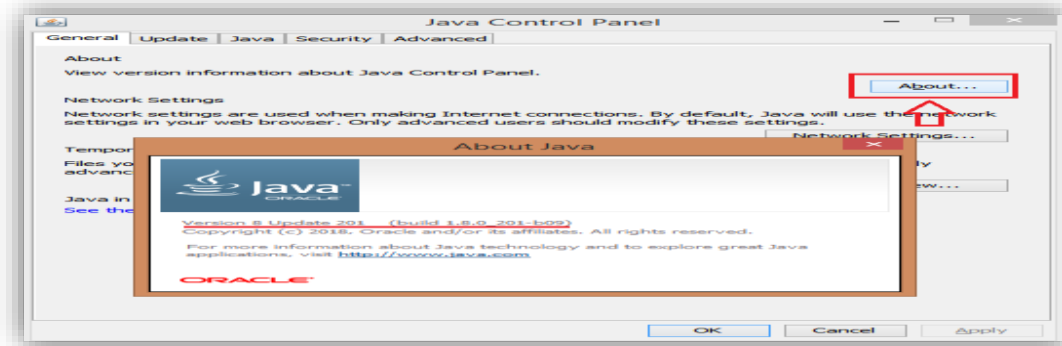 Java Control Panel
General Update Java Security Advanced
About
View version information about Java Control Panel.
About...
Network Settings
Network settings are used when making Internet connections. By default, Java will use the network
settings in your web browser. Only advanced users should modify these settings.
Network Settings...
Tempor
Files yo
advanc
ly
ew...
Java in
See the
About Java
Java
ORACLE
Version 8 Update 201 (build 1.8.0_201-b09)
Copyright (c) 2018, Oracle and/or its affiliates. All rights reserved.
For more information about Java technology and to explore great Java
applications, visit http://www.java.com
ORACLE
OK Cancel Apply